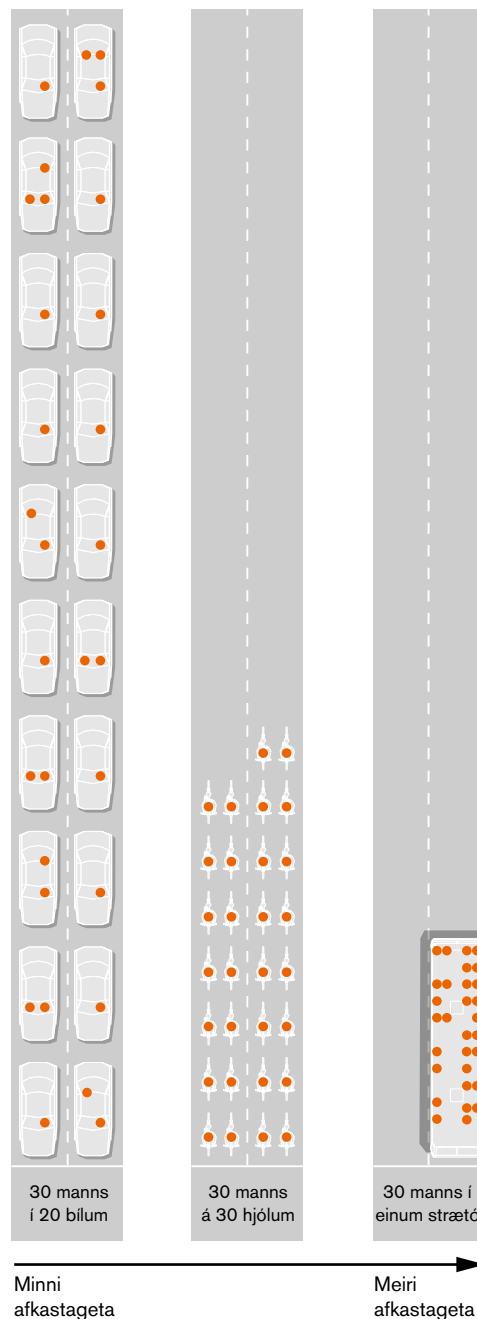 30 manns
í 20 bílum
30 manns
á 30 hjólum
30 manns í
einum strætó
Minni
afkastageta
Meiri
afkastageta